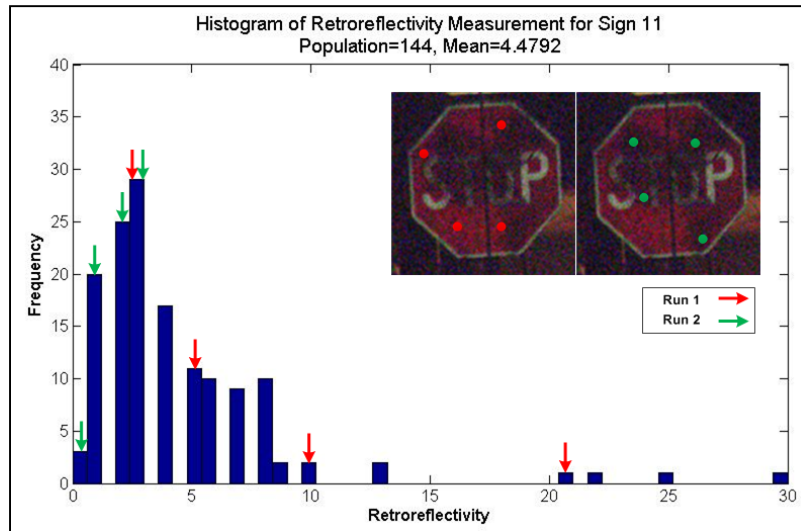 Histogram of Retroreflectivity Measurement for Sign 11
Population=144, Mean=4.4792
40
35
30
25
20
15
10
5
0
Frequency
STOP
STOP
Run 1
Run 2
0 5 10 15 20 25 30
Retroreflectivity